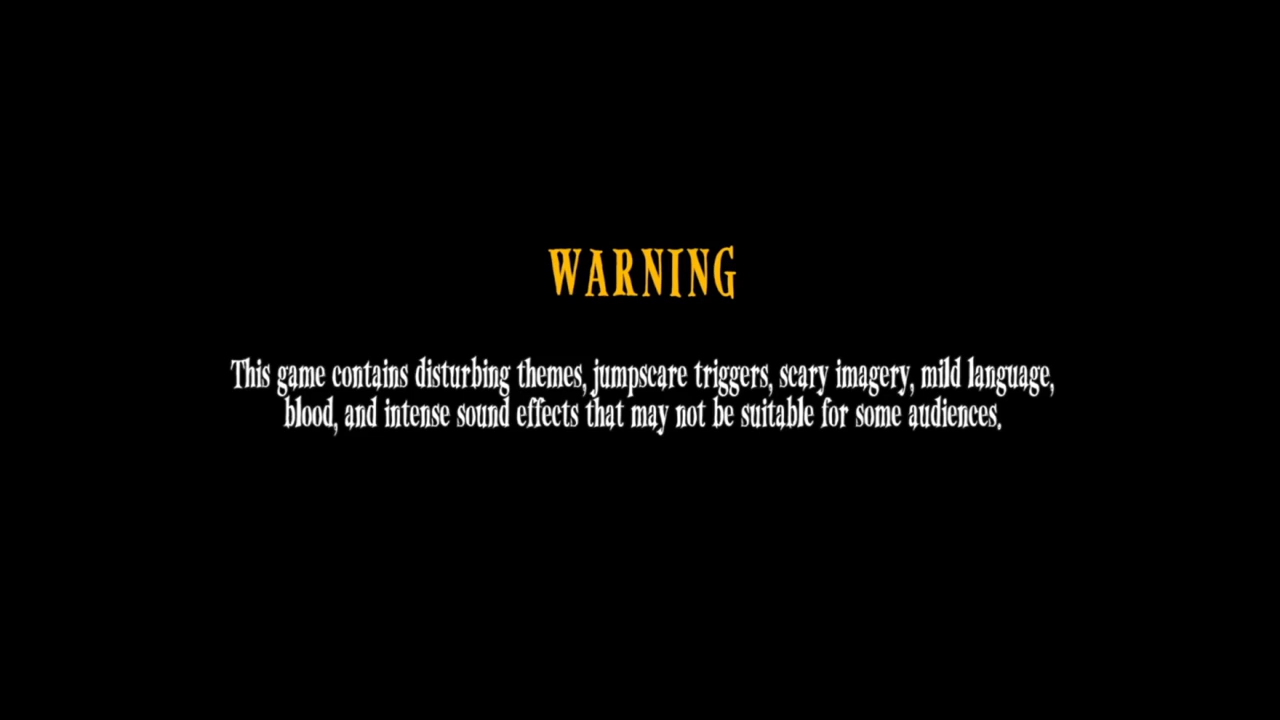 WARNING
This game contains disturbing themes, jumpscare triggers, scary imagery, mild language,
blood, and intense sound effects that may not be suitable for some audiences.